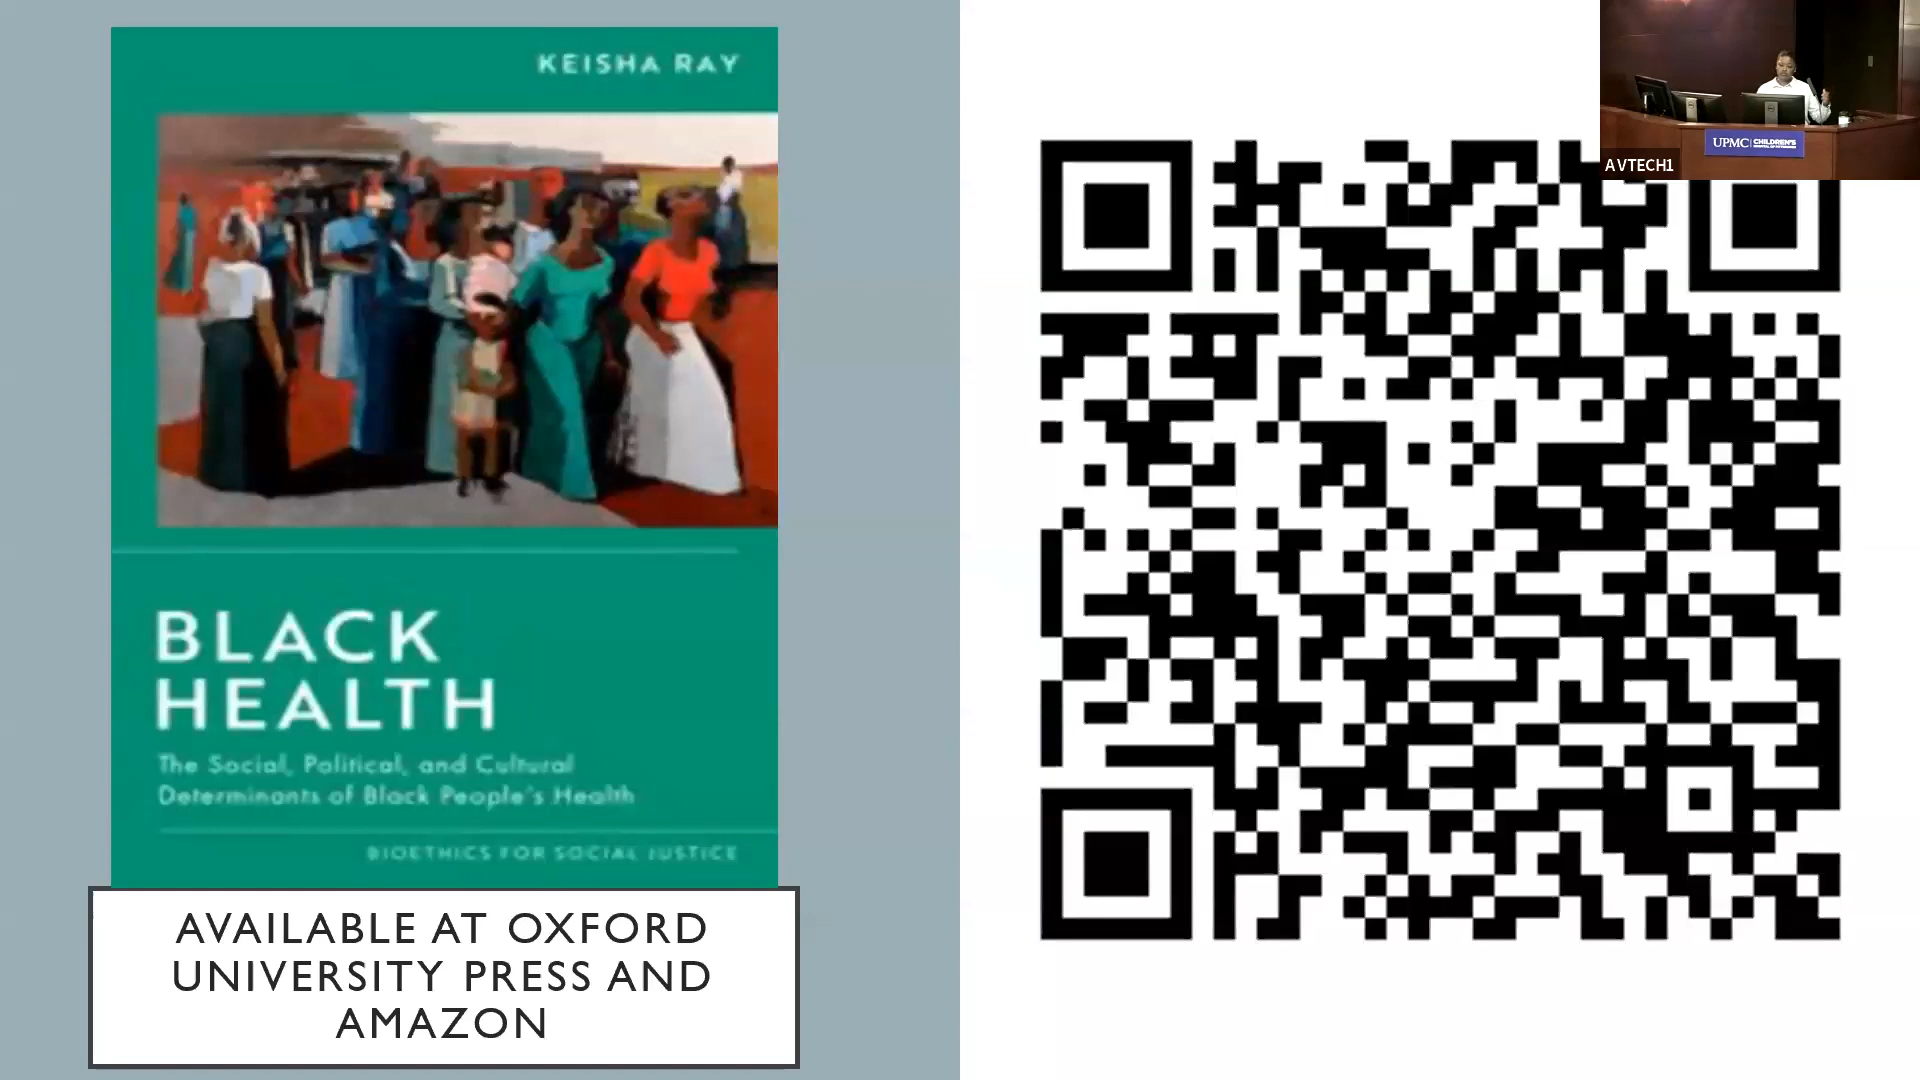 KEISHA RAY
BLACK
HEALTH
The Social, Political, and Cultural
Determinants of Black People's Health
BIOETHICS FOR SOCIAL JUSTICE
AVAILABLE AT OXFORD
UNIVERSITY PRESS AND
AMAZON
UPMC CHILDREN'S
AVTECH1